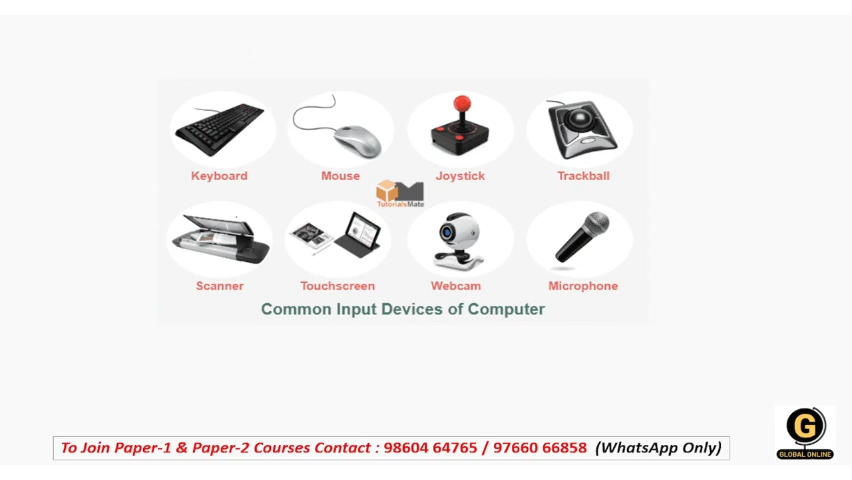 Keyboard
Mouse
Joystick
Trackball
TutorialsMate
Scanner
Touchscreen
Webcam
Microphone
Common Input Devices of Computer
To Join Paper-1 & Paper-2 Courses Contact : 98604 64765 / 97660 66858 (WhatsApp Only)
G
GLOBAL ONLINE